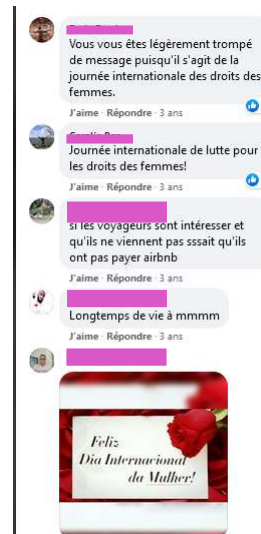 Vous vous êtes légèrement trompé
de message puisqu'il s'agit de la
journée internationale des droits des
femmes.
J'aime · Répondre · 3 ans
Journée internationale de lutte pour
les droits des femmes!
J'aime · Répondre · 3 ans
si les voyageurs sont intéresser et
qu'ils ne viennent pas sssait qu'ils
ont pas payer airbnb
J'aime · Répondre · 3 ans
Longtemps de vie à mmmm
J'aime · Répondre · 3 ans
Feliz
Dia Internacional
da Mulher!